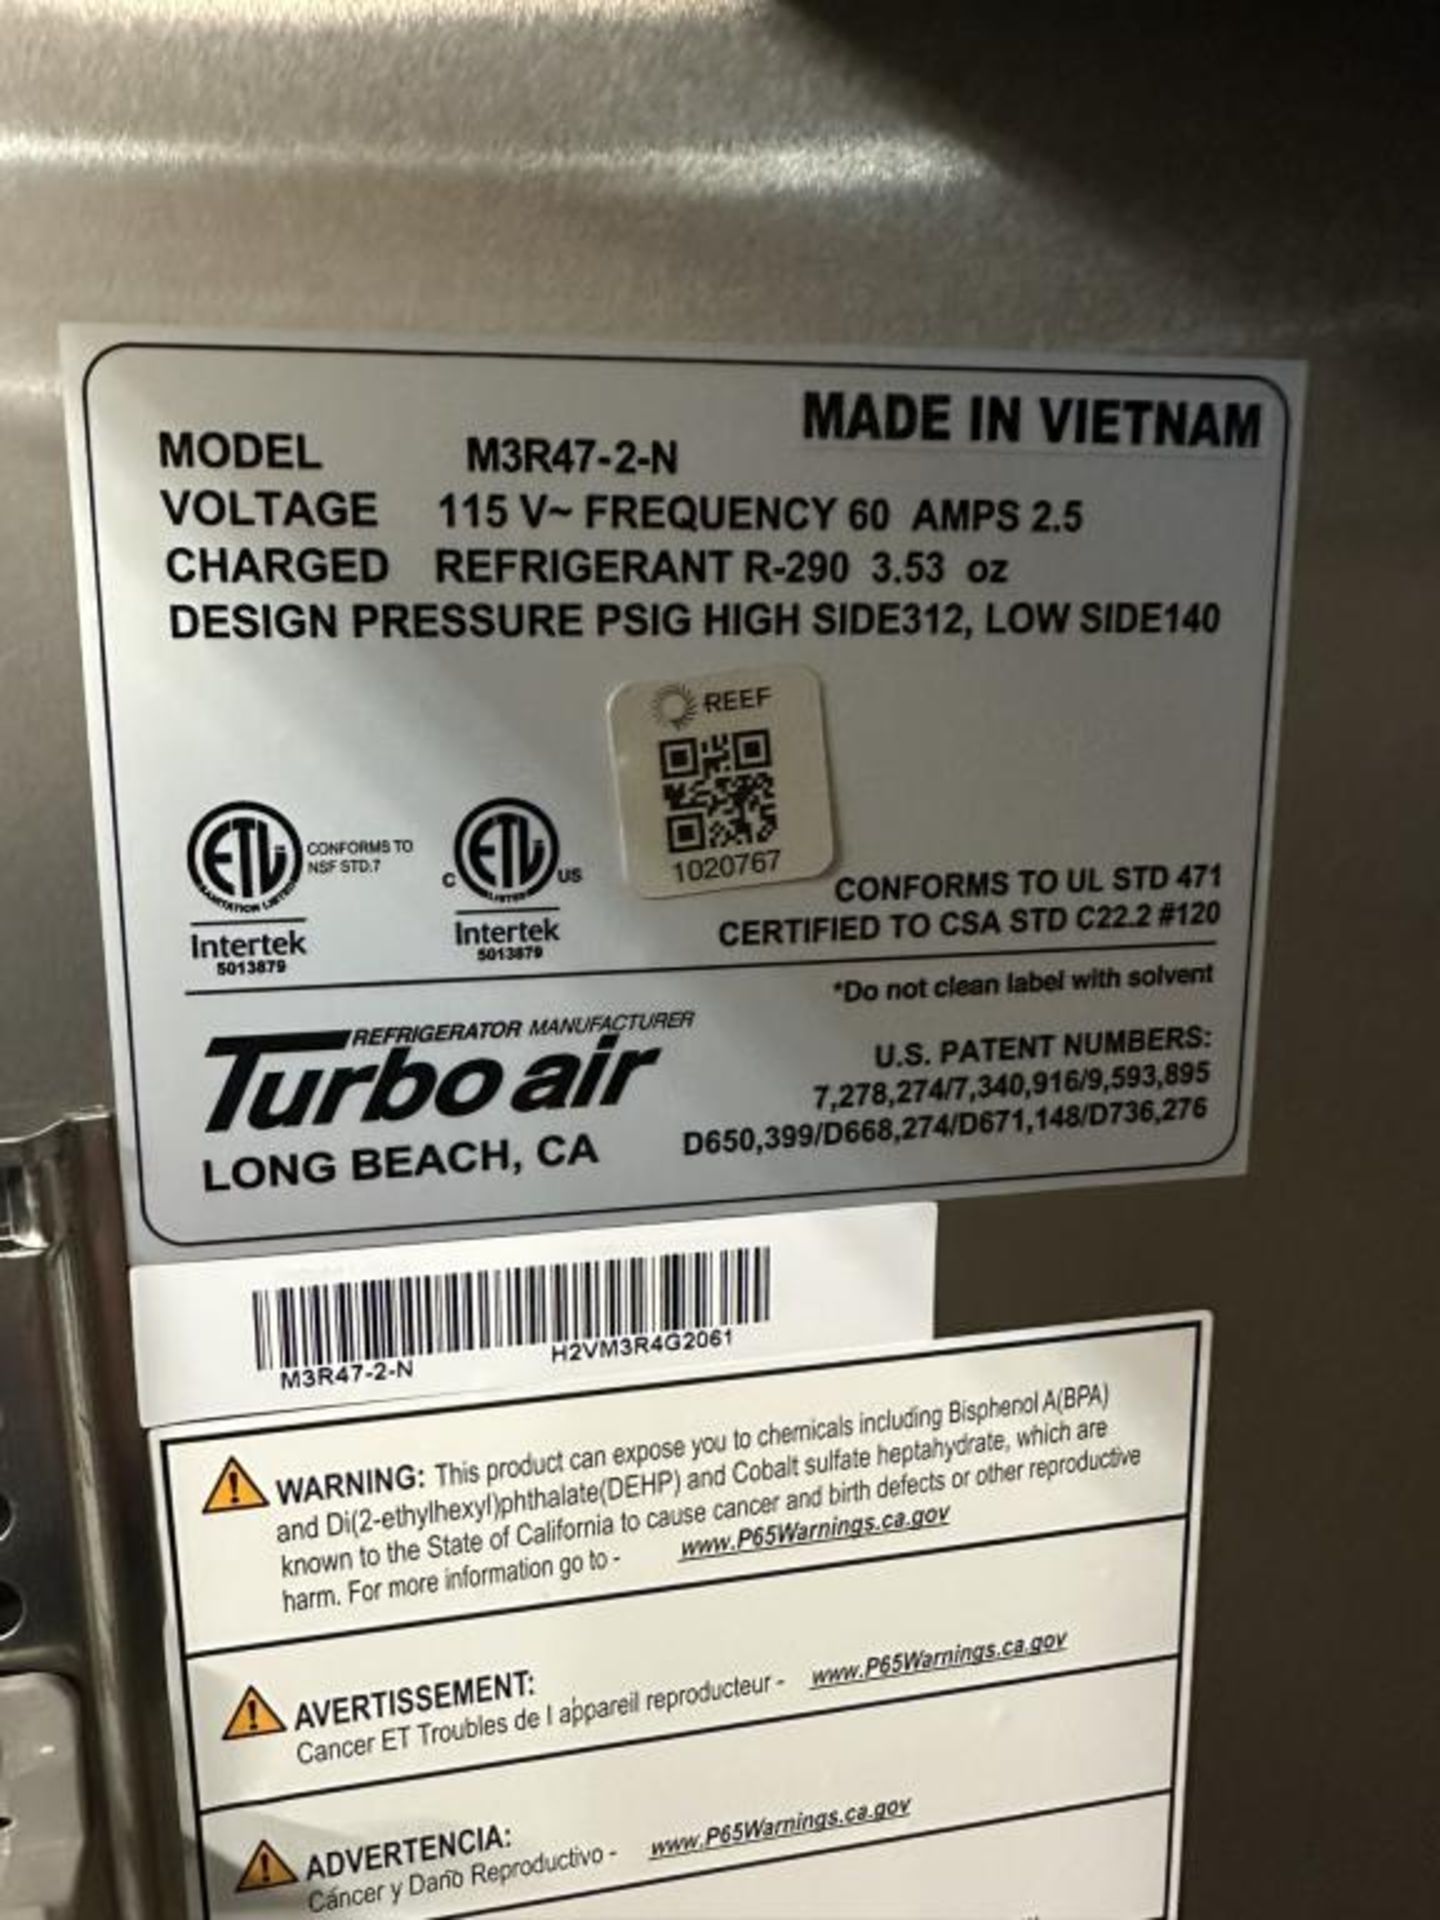 MADE IN VIETNAM
MODEL M3R47-2-N
VOLTAGE 115 V~ FREQUENCY 60 AMPS 2.5
CHARGED REFRIGERANT R-290 3.53 oz
DESIGN PRESSURE PSIG HIGH SIDE312, LOW SIDE140
REEF
1020767
ETL
CONFORMS TO
NSF STD.7
SANITATION LISTED
Intertek
5013879
C ETL US
LISTED
Intertek
5013879
CONFORMS TO UL STD 471
CERTIFIED TO CSA STD C22.2 #120
*Do not clean label with solvent
REFRIGERATOR MANUFACTURER
Turbo air
LONG BEACH, CA
U.S. PATENT NUMBERS:
7,278,274/7,340,916/9,593,895
D650,399/D668,274/D671,148/D736,276
M3R47-2-N H2VM3R4G2061
WARNING: This product can expose you to chemicals including Bisphenol A(BPA)
and Di(2-ethylhexyl)phthalate(DEHP) and Cobalt sulfate heptahydrate, which are
known to the State of California to cause cancer and birth defects or other reproductive
harm. For more information go to - www.P65Warnings.ca.gov
AVERTISSEMENT:
Cancer ET Troubles de l appareil reproducteur - www.P65Warnings.ca.gov
ADVERTENCIA:
Cáncer y Daño Reproductivo - www.P65Warnings.ca.gov